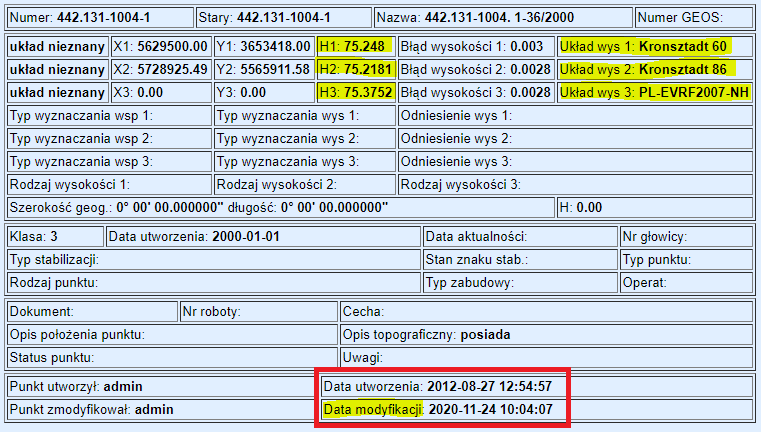 Numer: 442.131-1004-1 Stary: 442.131-1004-1 Nazwa: 442.131-1004. 1-36/2000 Numer GEOS:
układ nieznany X1: 5629500.00 Y1: 3653418.00 H1: 75.248 Błąd wysokości 1: 0.003 Układ wys 1: Kronsztadt 60
układ nieznany X2: 5728925.49 Y2: 5565911.58 H2: 75.2181 Błąd wysokości 2: 0.0028 Układ wys 2: Kronsztadt 86
układ nieznany X3: 0.00 Y3: 0.00 H3: 75.3752 Błąd wysokości 3: 0.0028 Układ wys 3: PL-EVRF2007-NH
Typ wyznaczania wsp 1: Typ wyznaczania wys 1: Odniesienie wys 1:
Typ wyznaczania wsp 2: Typ wyznaczania wys 2: Odniesienie wys 2:
Typ wyznaczania wsp 3: Typ wyznaczania wys 3: Odniesienie wys 3:
Rodzaj wysokości 1: Rodzaj wysokości 2: Rodzaj wysokości 3:
Szerokość geog.: 0° 00' 00.000000" długość: 0° 00' 00.000000" H: 0.00
Klasa: 3 Data utworzenia: 2000-01-01 Data aktualności: Nr głowicy:
Typ stabilizacji: Stan znaku stab.: Typ punktu:
Rodzaj punktu: Typ zabudowy: Operat:
Dokument: Nr roboty: Cecha:
Opis położenia punktu: Opis topograficzny: posiada
Status punktu: Uwagi:
Punkt utworzył: admin Data utworzenia: 2012-08-27 12:54:57
Punkt zmodyfikował: admin Data modyfikacji: 2020-11-24 10:04:07